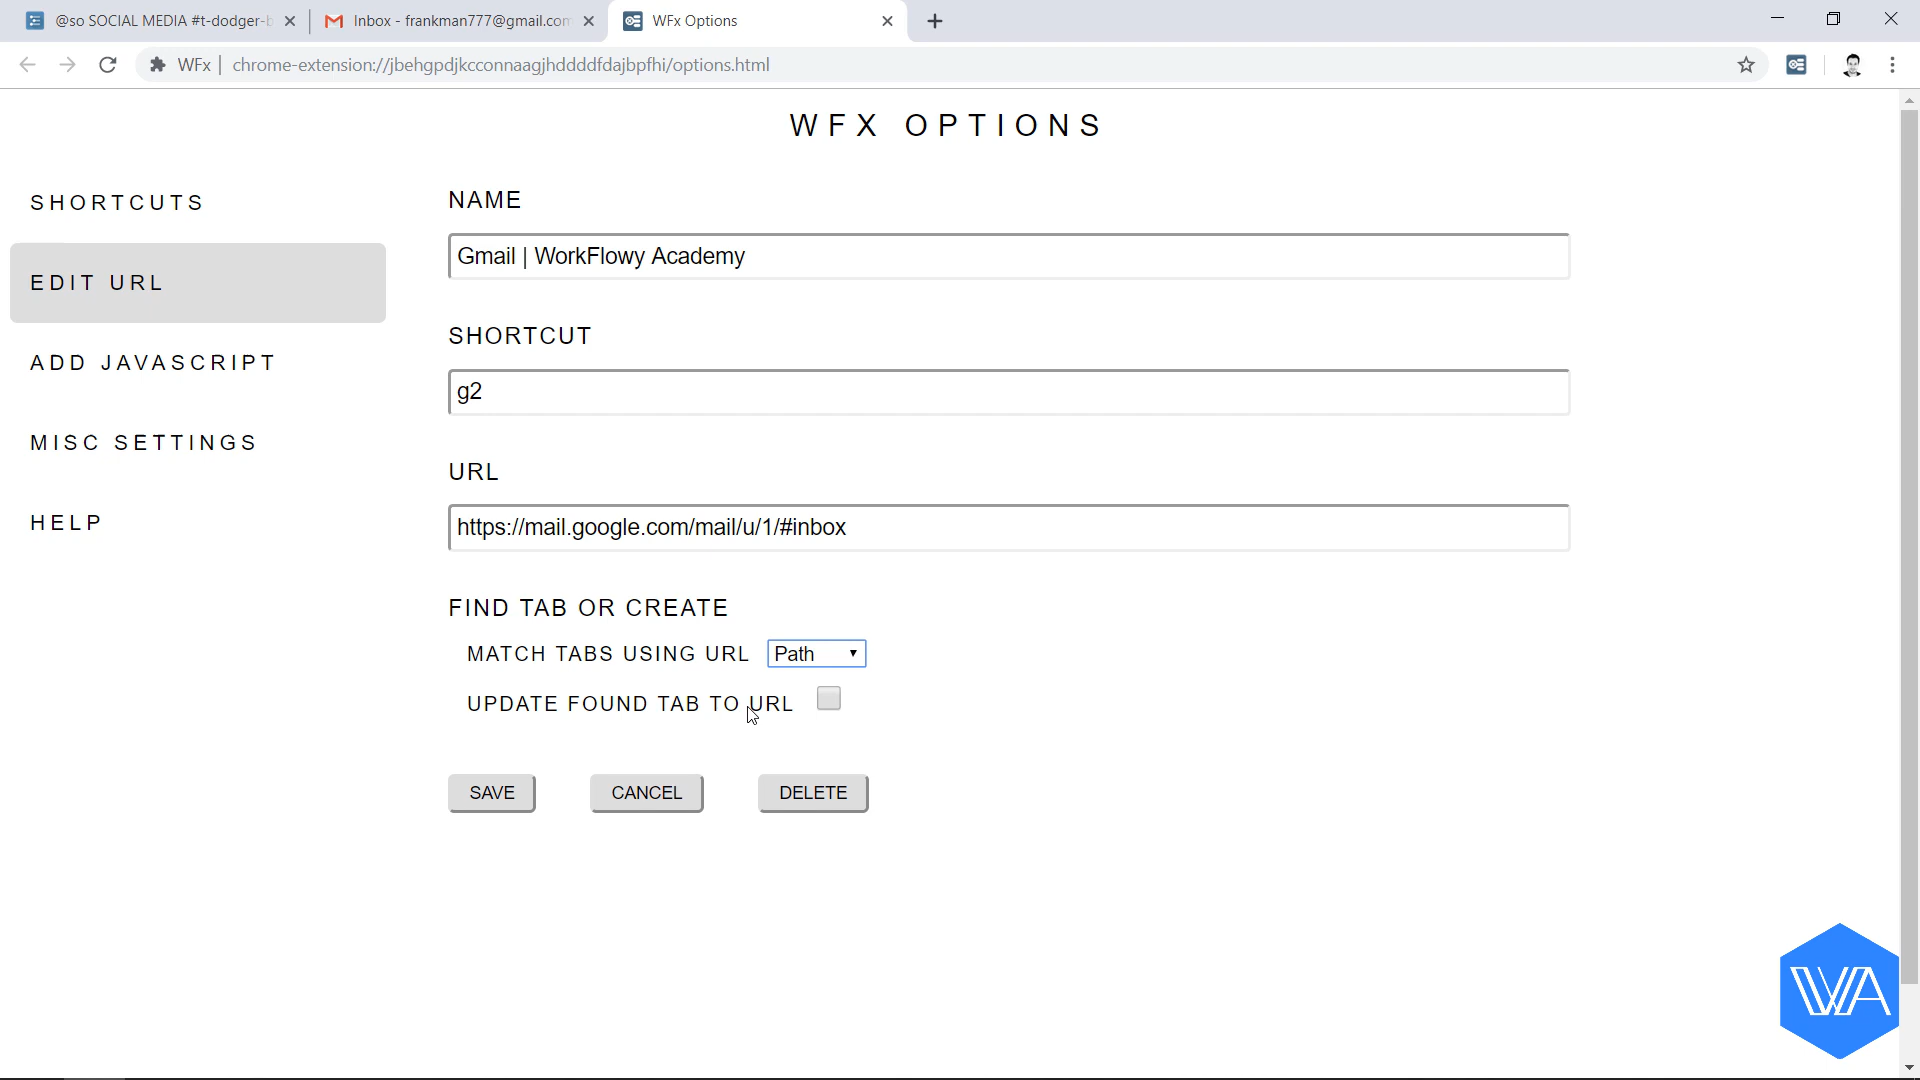 @so SOCIAL MEDIA #t-dodger-b
Inbox - frankman777@gmail.com
WFx Options
WFx
chrome-extension://jbehgpdjkcconnaagjhddddfdajbpfhi/options.html
WFX OPTIONS
SHORTCUTS
EDIT URL
ADD JAVASCRIPT
MISC SETTINGS
HELP
NAME
Gmail | WorkFlowy Academy
SHORTCUT
g2
URL
https://mail.google.com/mail/u/1/#inbox
FIND TAB OR CREATE
MATCH TABS USING URL Path
UPDATE FOUND TAB TO URL
SAVE CANCEL DELETE
WA